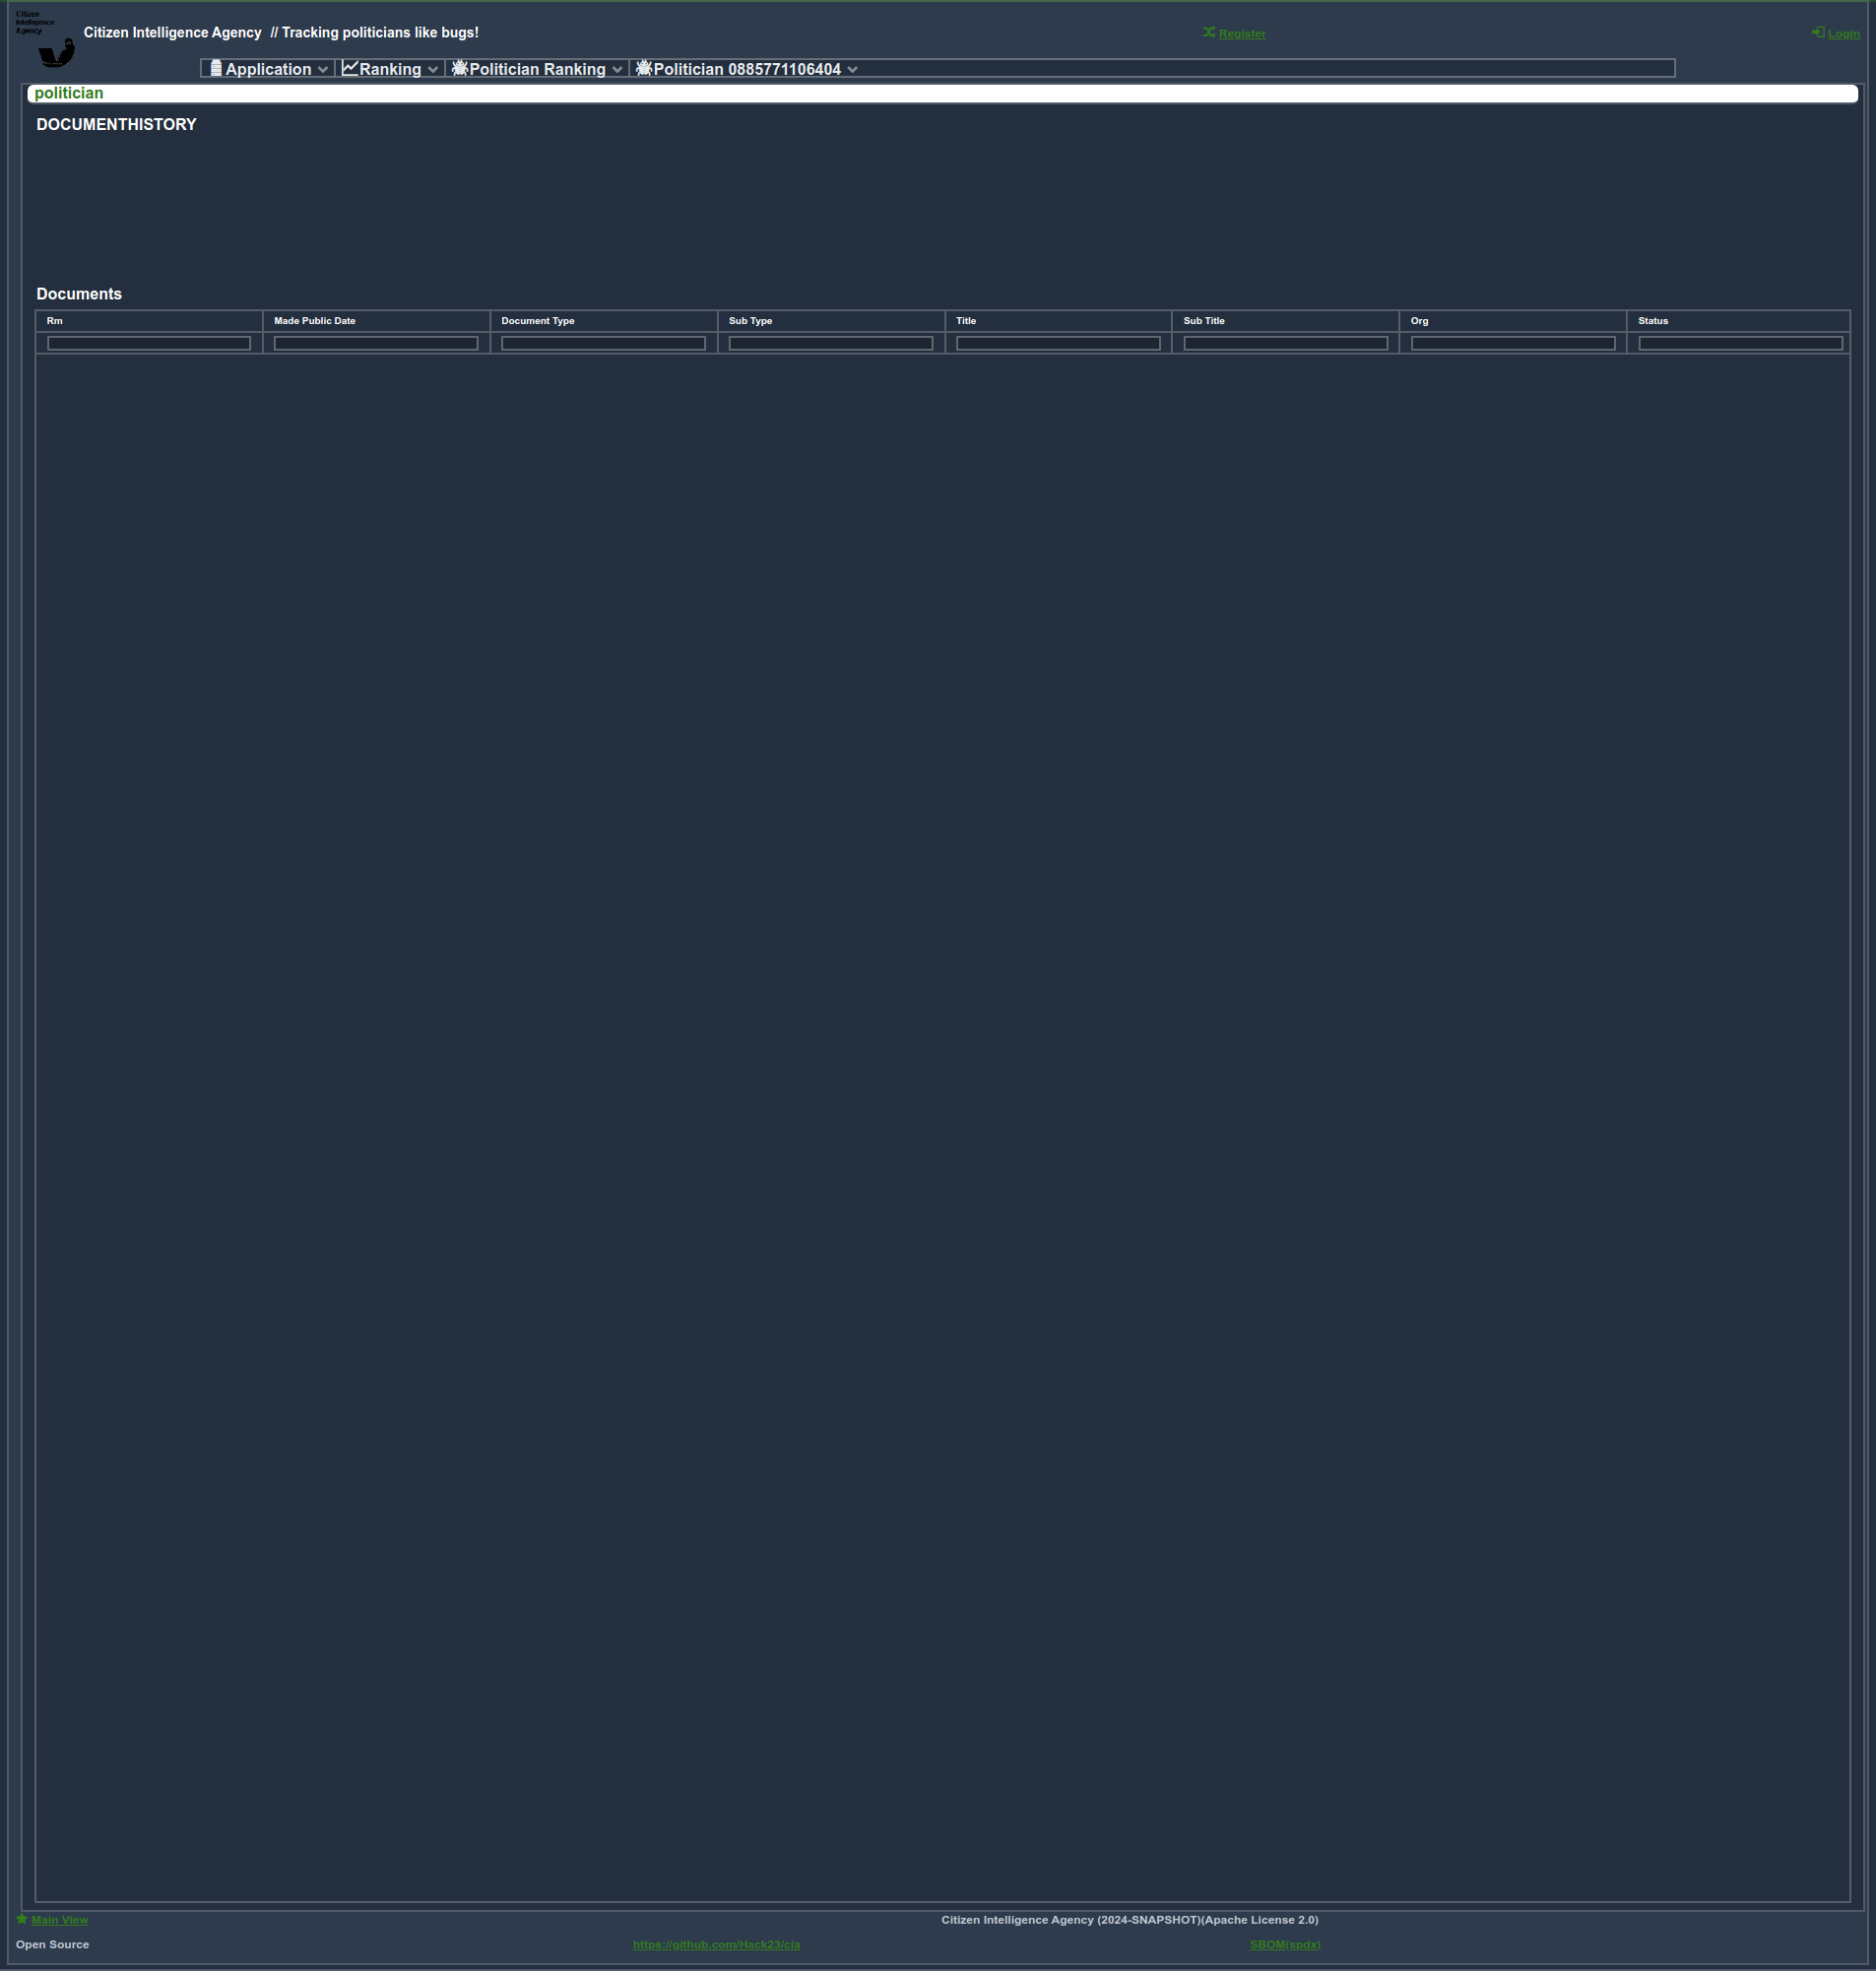 Citizen
Intelligence
Agency
Citizen Intelligence Agency // Tracking politicians like bugs!
Register
Login
Application
Ranking
Politician Ranking
Politician 0885771106404
politician
DOCUMENTHISTORY
Documents
Rm Made Public Date Document Type Sub Type Title Sub Title Org Status
Main View
Citizen Intelligence Agency (2024-SNAPSHOT)(Apache License 2.0)
Open Source
https://github.com/Hack23/cia
SBOM(spdx)